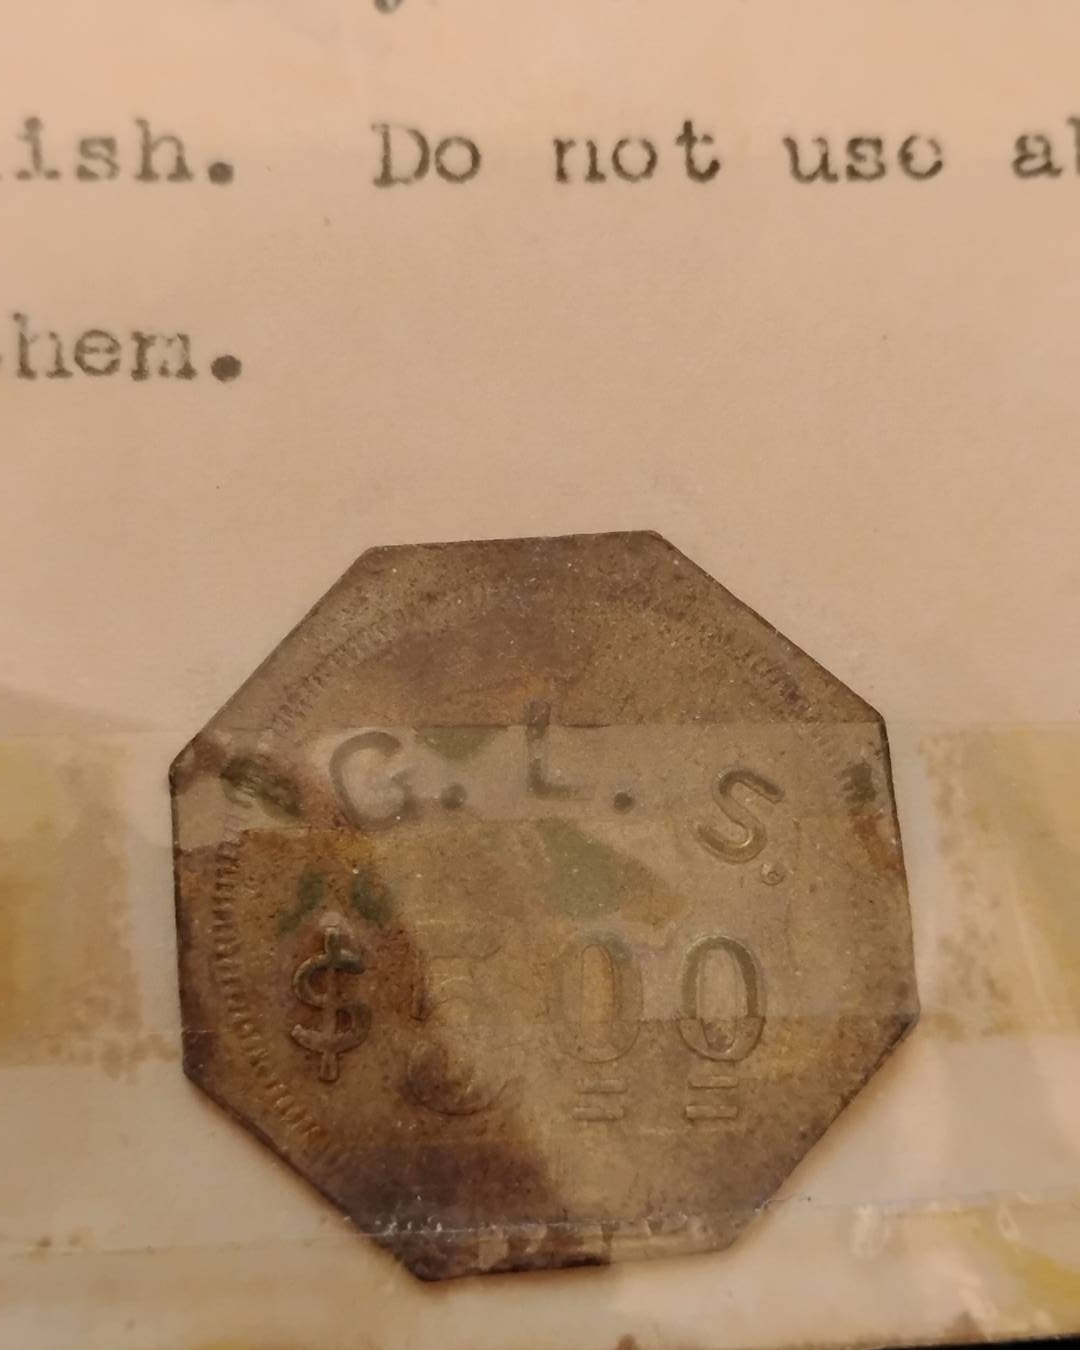 ish. Do not use
hem.
G. L. S.
$ 5 00